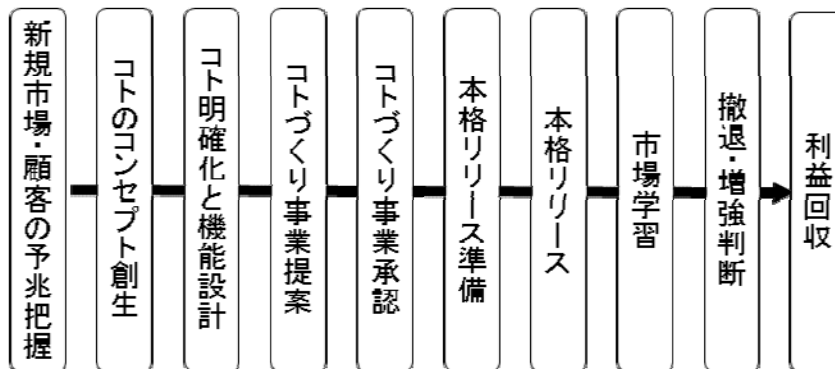 新規市場・顧客の予兆把握
コトのコンセプト創生
コト明確化と機能設計
コトづくり事業提案
コトづくり事業承認
本格リリース準備
本格リリース
市場学習
撤退・増強判断
利益回収